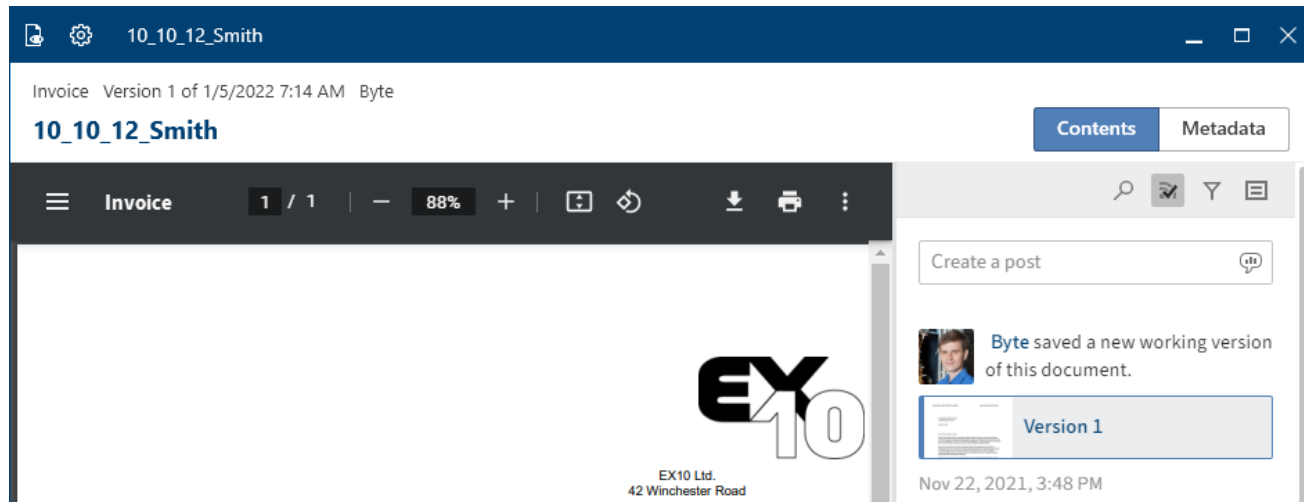 10_10_12_Smith
Invoice Version 1 of 1/5/2022 7:14 AM Byte
10_10_12_Smith
Contents Metadata
Invoice 1 / 1 88%
Create a post
Byte saved a new working version
of this document.
Version 1
Nov 22, 2021, 3:48 PM
EX10
EX10 Ltd.
42 Winchester Road